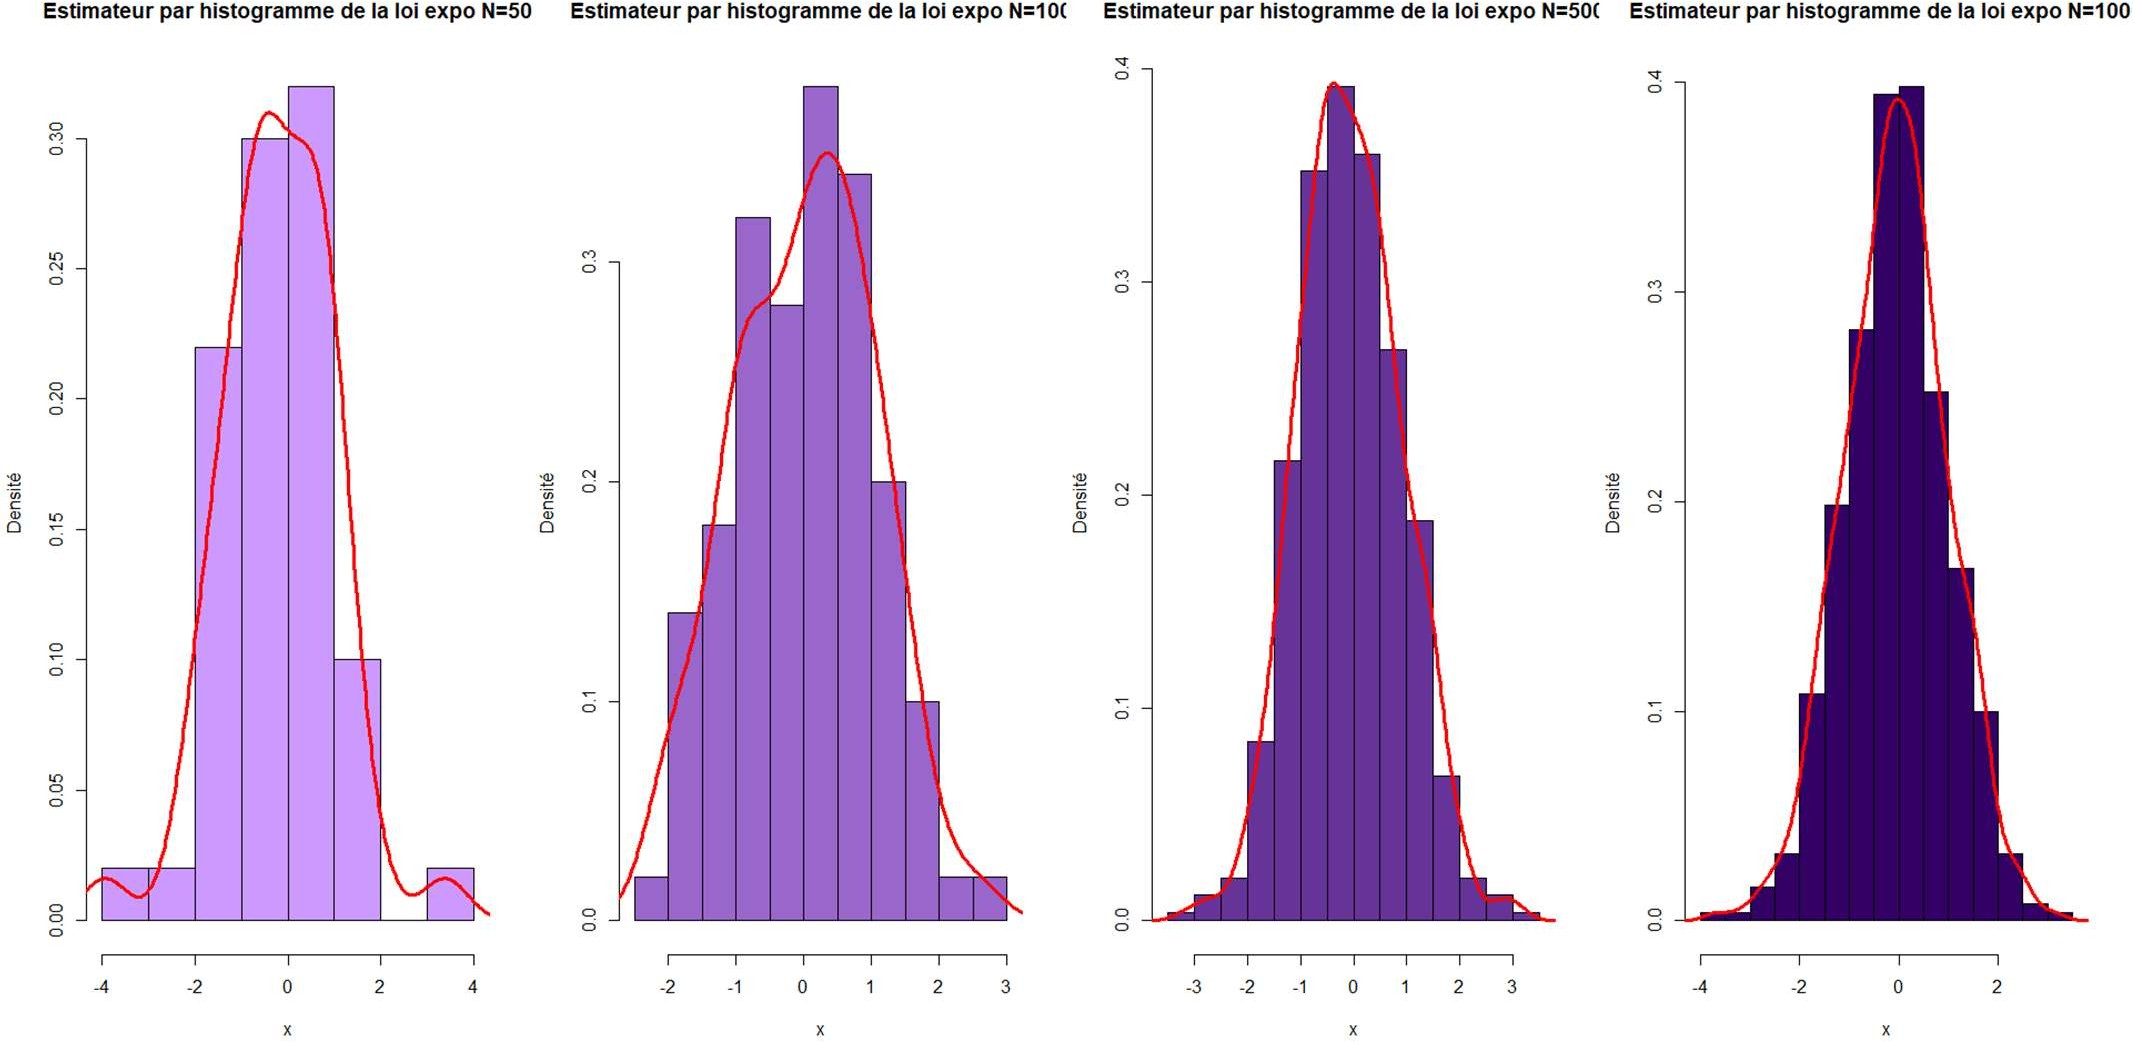 Estimateur par histogramme de la loi expo N=50
Densité
0.00 0.05 0.10 0.15 0.20 0.25 0.30
-4 -2 0 2 4
x
Estimateur par histogramme de la loi expo N=100
Densité
0.0 0.1 0.2 0.3
-2 -1 0 1 2 3
x
Estimateur par histogramme de la loi expo N=500
Densité
0.0 0.1 0.2 0.3 0.4
-3 -2 -1 0 1 2 3
x
Estimateur par histogramme de la loi expo N=100
Densité
0.0 0.1 0.2 0.3 0.4
-4 -2 0 2
x